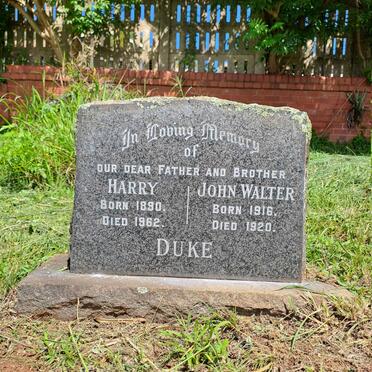 In Loving Memory
of
OUR DEAR FATHER AND BROTHER
HARRY JOHN WALTER
BORN 1890. BORN 1916.
DIED 1962. DIED 1920.
DUKE